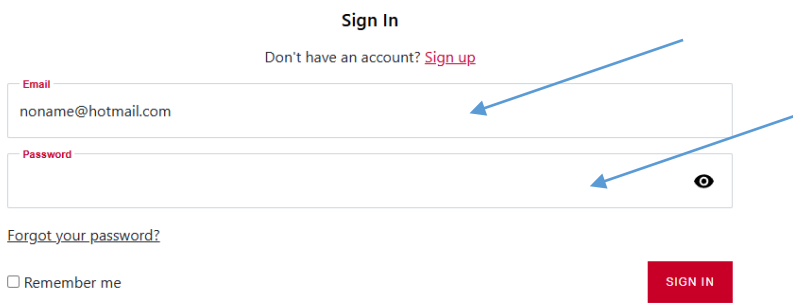 Sign In
Don't have an account? Sign up
Email
noname@hotmail.com
Password
Forgot your password?
Remember me
SIGN IN